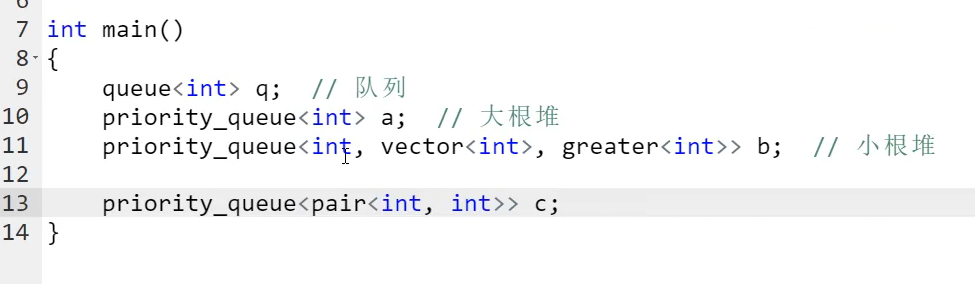 7 int main()
8 {
9 queue<int> q; // 队列
10 priority_queue<int> a; // 大根堆
11 priority_queue<int, vector<int>, greater<int>> b; // 小根堆
12
13 priority_queue<pair<int, int>> c;
14 }